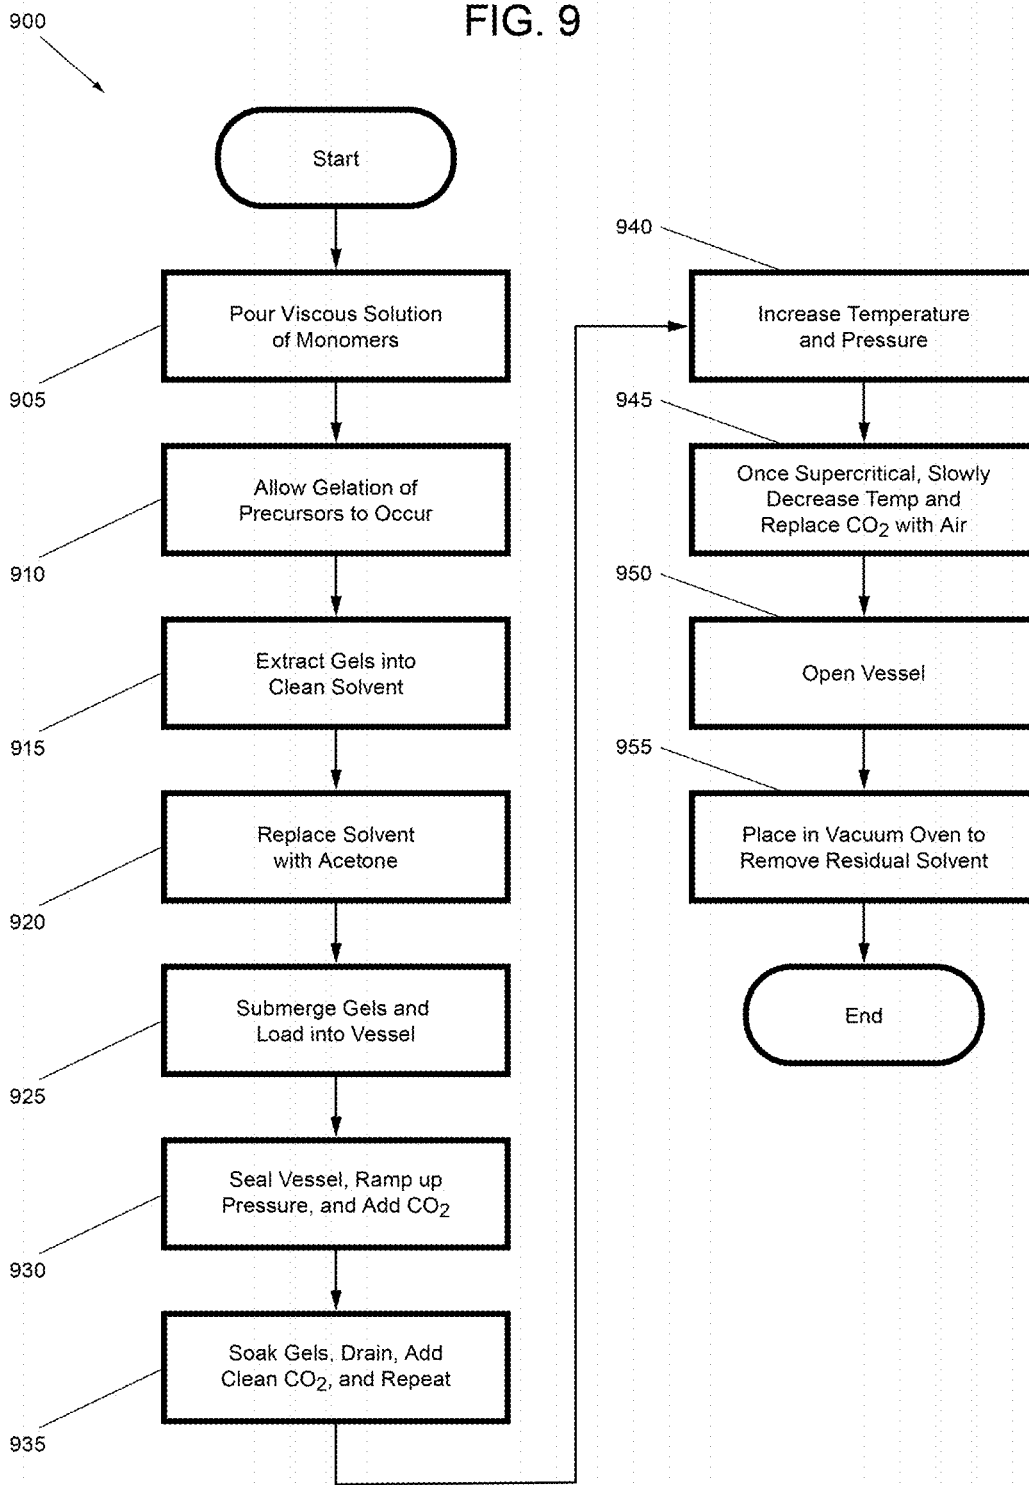 FIG. 9
900
Start
905
Pour Viscous Solution
of Monomers
910
Allow Gelation of
Precursors to Occur
915
Extract Gels into
Clean Solvent
920
Replace Solvent
with Acetone
925
Submerge Gels and
Load into Vessel
930
Seal Vessel, Ramp up
Pressure, and Add CO2
935
Soak Gels, Drain, Add
Clean CO2, and Repeat
940
Increase Temperature
and Pressure
945
Once Supercritical, Slowly
Decrease Temp and
Replace CO2 with Air
950
Open Vessel
955
Place in Vacuum Oven to
Remove Residual Solvent
End